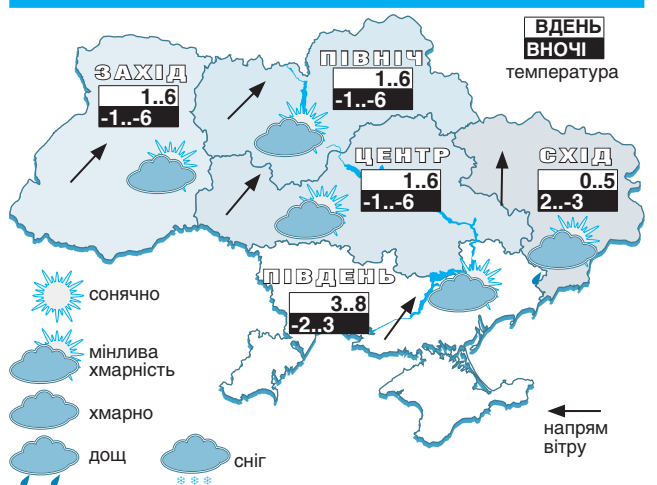 ВДЕНЬ
ВНОЧІ
температура
ЗАХІД
1..6
-1..-6
ПІВНІЧ
1..6
-1..-6
ЦЕНТР
1..6
-1..-6
СХІД
0..5
2..-3
ПІВДЕНЬ
3..8
-2..3
сонячно
мінлива
хмарність
хмарно
дощ
сніг
напрям
вітру